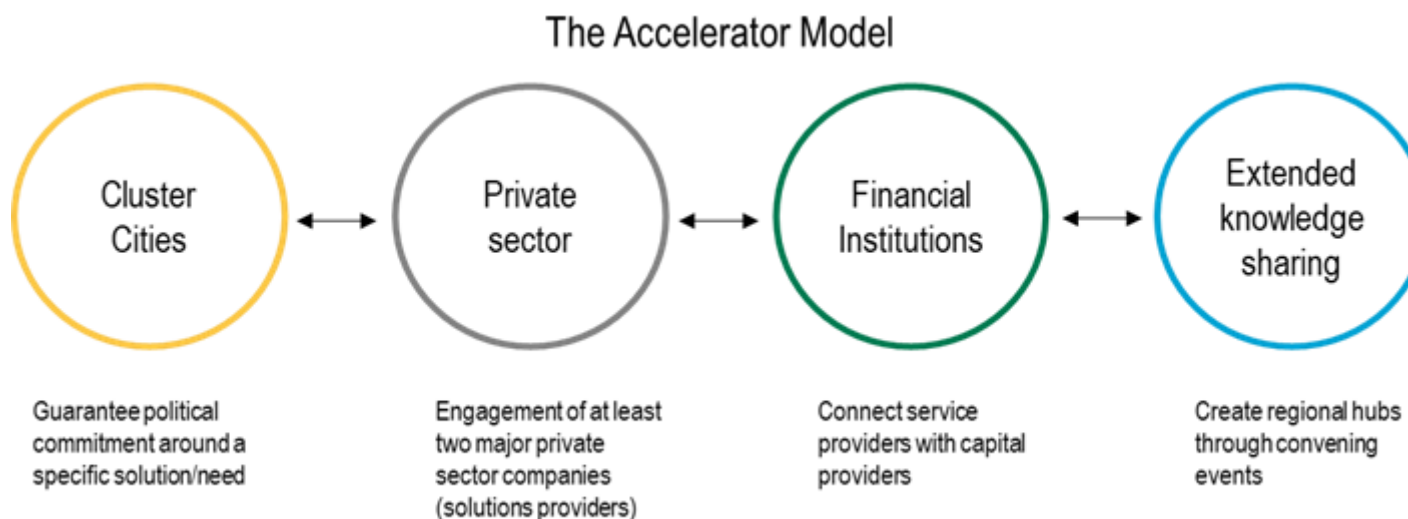 The Accelerator Model
Cluster
Cities
Private
sector
Financial
Institutions
Extended
knowledge
sharing
Guarantee political
commitment around a
specific solution/need
Engagement of at least
two major private
sector companies
(solutions providers)
Connect service
providers with capital
providers
Create regional hubs
through convening
events